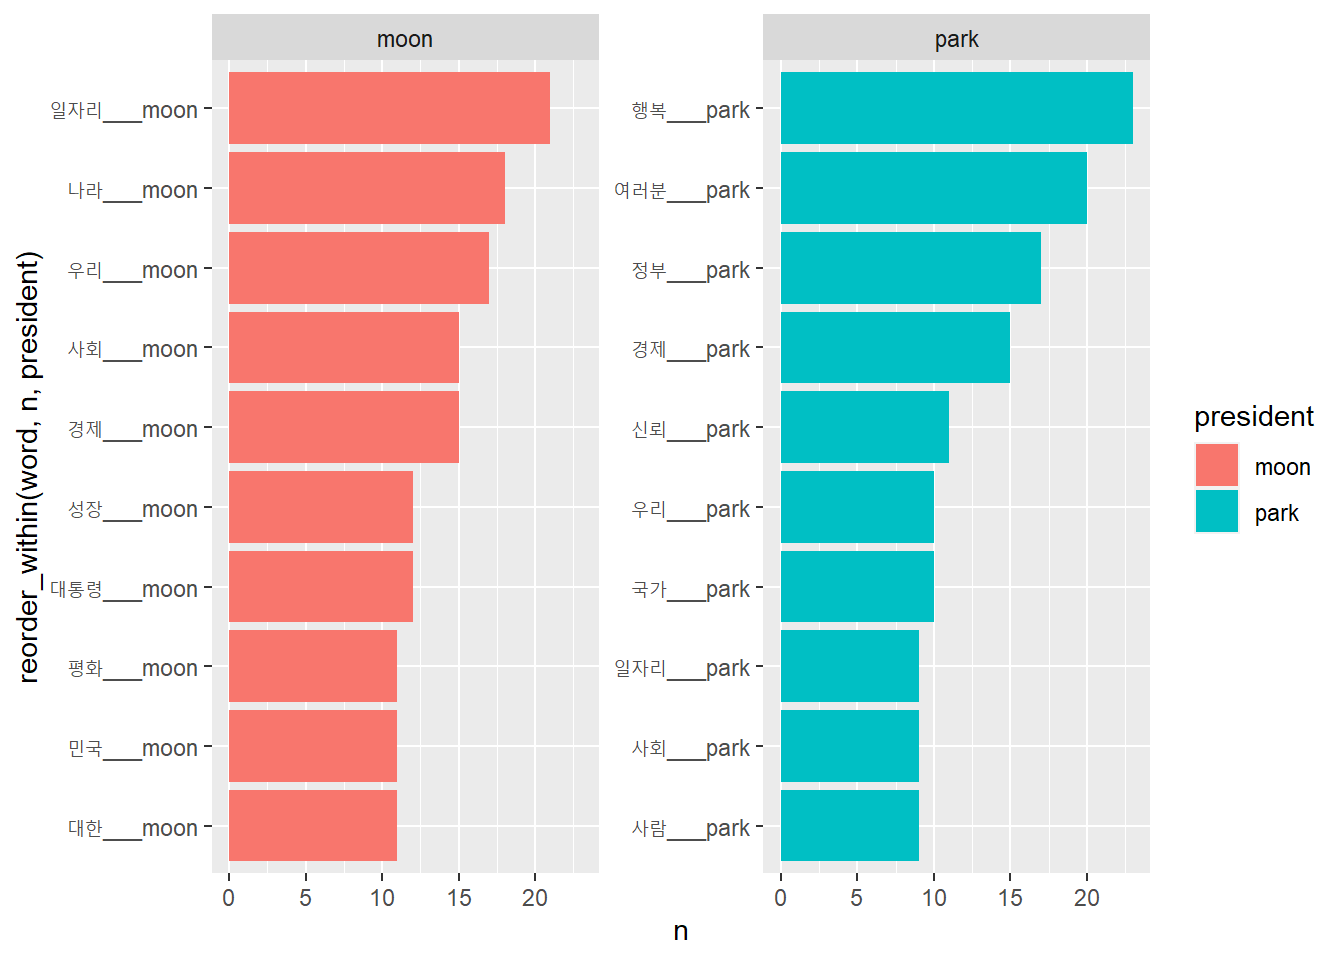 moon
park
일자리___moon
나라___moon
우리___moon
사회___moon
경제___moon
성장___moon
대통령___moon
평화___moon
민국___moon
대한___moon
행복___park
여러분___park
정부___park
경제___park
신뢰___park
우리___park
국가___park
일자리___park
사회___park
사람___park
0 5 10 15 20
0 5 10 15 20
n
reorder_within(word, n, president)
president
moon
park